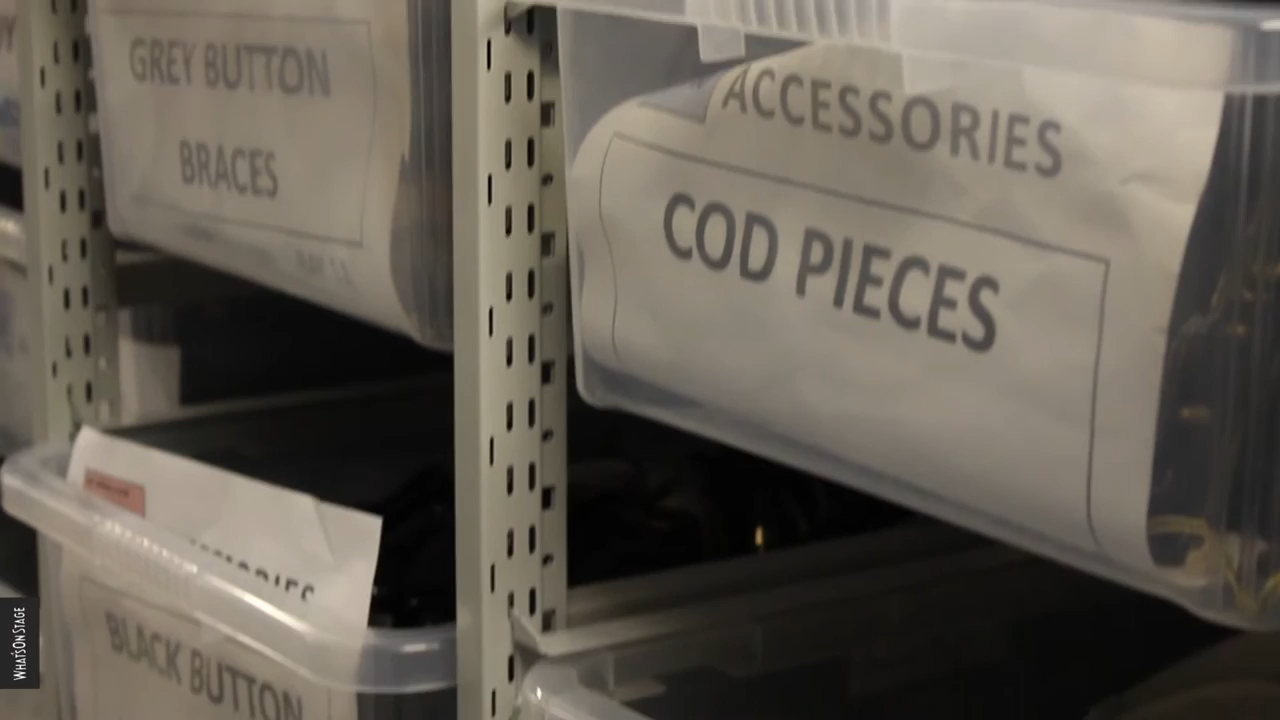 GREY BUTTON
BRACES
ACCESSORIES
COD PIECES
BLACK BUTTON
WHATSONSTAGE